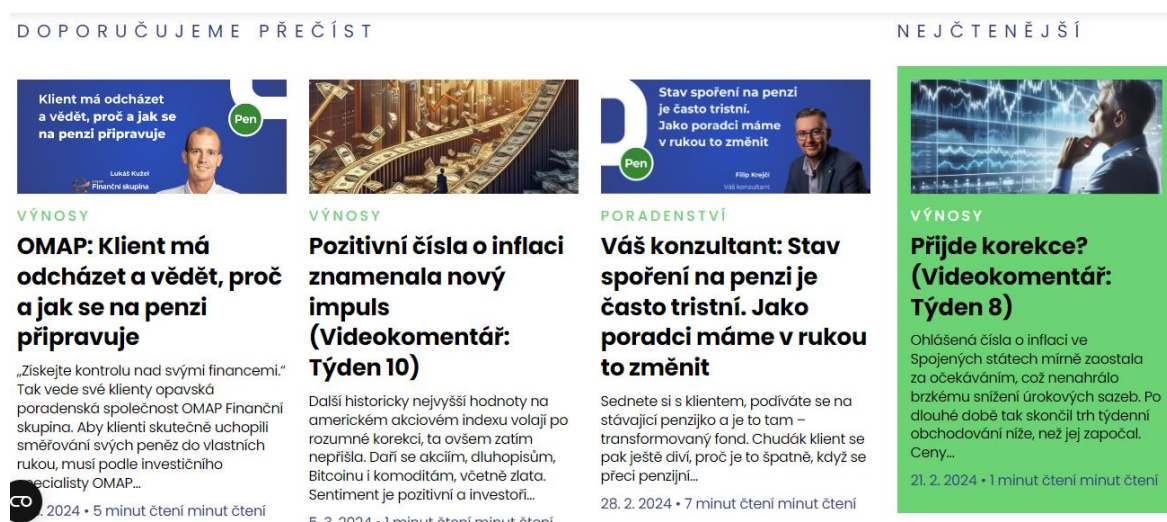 DOPORUČUJEME PŘEČÍST
Klient má odcházet
a vědět, proč a jak se
na penzi připravuje
Pen
Lukáš Kužel
Finanční skupina
VÝNOSY
OMAP: Klient má
odcházet a vědět, proč
a jak se na penzi
připravuje
„Získejte kontrolu nad svými financemi.“
Tak vede své klienty opavská
poradenská společnost OMAP Finanční
skupina. Aby klienti skutečně uchopili
směřování svých peněz do vlastních
rukou, musí podle investičního
specialisty OMAP…
2024 • 5 minut čtení minut čtení
VÝNOSY
Pozitivní čísla o inflaci
znamenala nový
impuls
(Videokomentář:
Týden 10)
Další historicky nejvyšší hodnoty na
americkém akciovém indexu volají po
rozumné korekci, ta ovšem zatím
nepřišla. Daří se akciím, dluhopisům,
Bitcoinu i komoditám, včetně zlata.
Sentiment je pozitivní a investoři…
5. 3. 2024 • 1 minut čtení minut čtení
Stav spoření na penzi
je často tristní.
Jako poradci máme
v rukou to změnit
Pen
Filip Krejčí
Váš konzultant
PORADENSTVÍ
Váš konzultant: Stav
spoření na penzi je
často tristní. Jako
poradci máme v rukou
to změnit
Sednete si s klientem, podíváte se na
stávající penzijko a je to tam –
transformovaný fond. Chudák klient se
pak ještě diví, proč je to špatně, když se
přeci penzijní…
28. 2. 2024 • 7 minut čtení minut čtení
NEJČTENĚJŠÍ
VÝNOSY
Přijde korekce?
(Videokomentář:
Týden 8)
Ohlášená čísla o inflaci ve
Spojených státech mírně zaostala
za očekáváním, což nenahrálo
brzkému snížení úrokových sazeb. Po
dlouhé době tak skončil trh týdenní
obchodování níže, než jej započal.
Ceny…
21. 2. 2024 • 1 minut čtení minut čtení